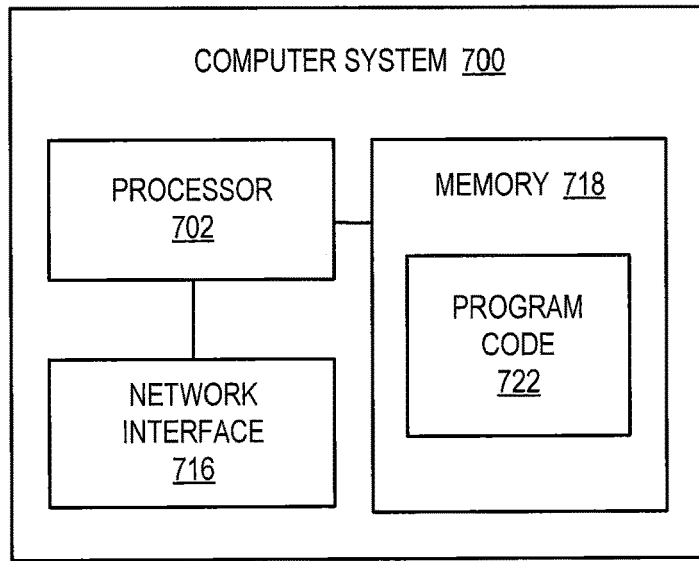 COMPUTER SYSTEM 700
PROCESSOR
702
MEMORY 718
PROGRAM
CODE
722
NETWORK
INTERFACE
716